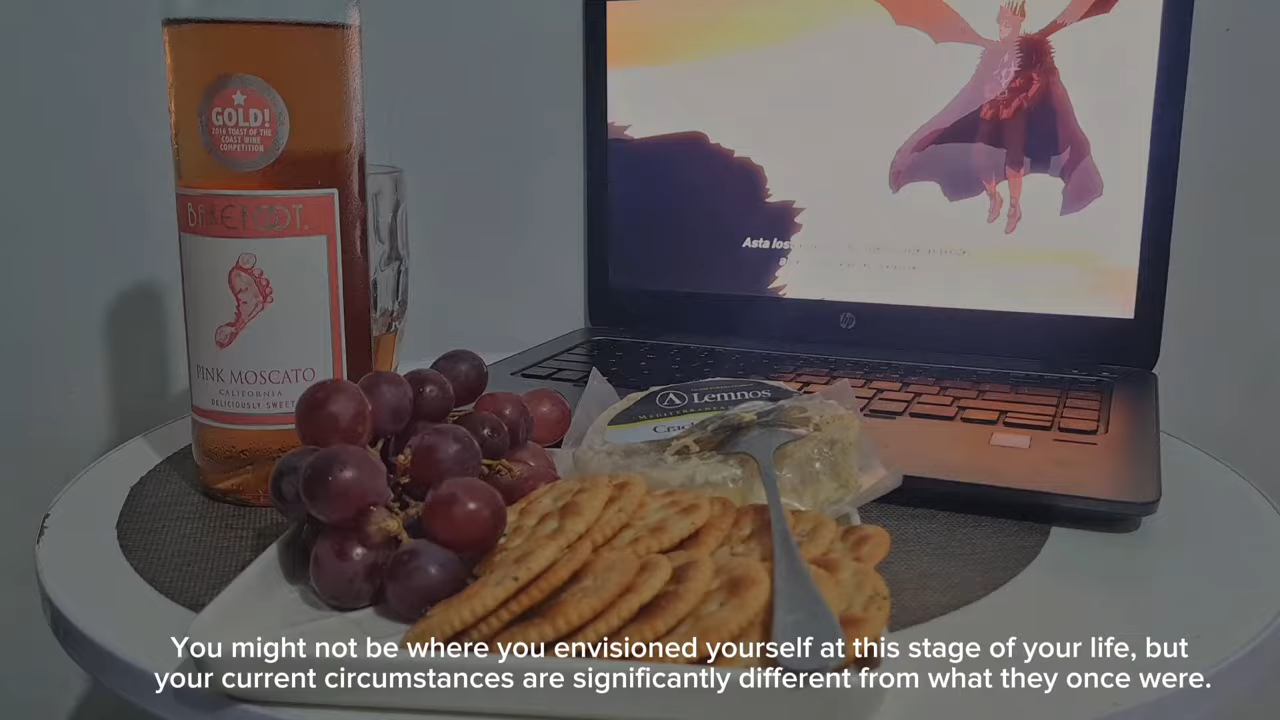 GOLD!
2016 TOAST OF THE
COAST WINE
COMPETITION
BAREFOOT
PINK MOSCATO
CALIFORNIA
DELICIOUSLY SWEET
Asta los
hp
Lemnos
You might not be where you envisioned yourself at this stage of your life, but
your current circumstances are significantly different from what they once were.